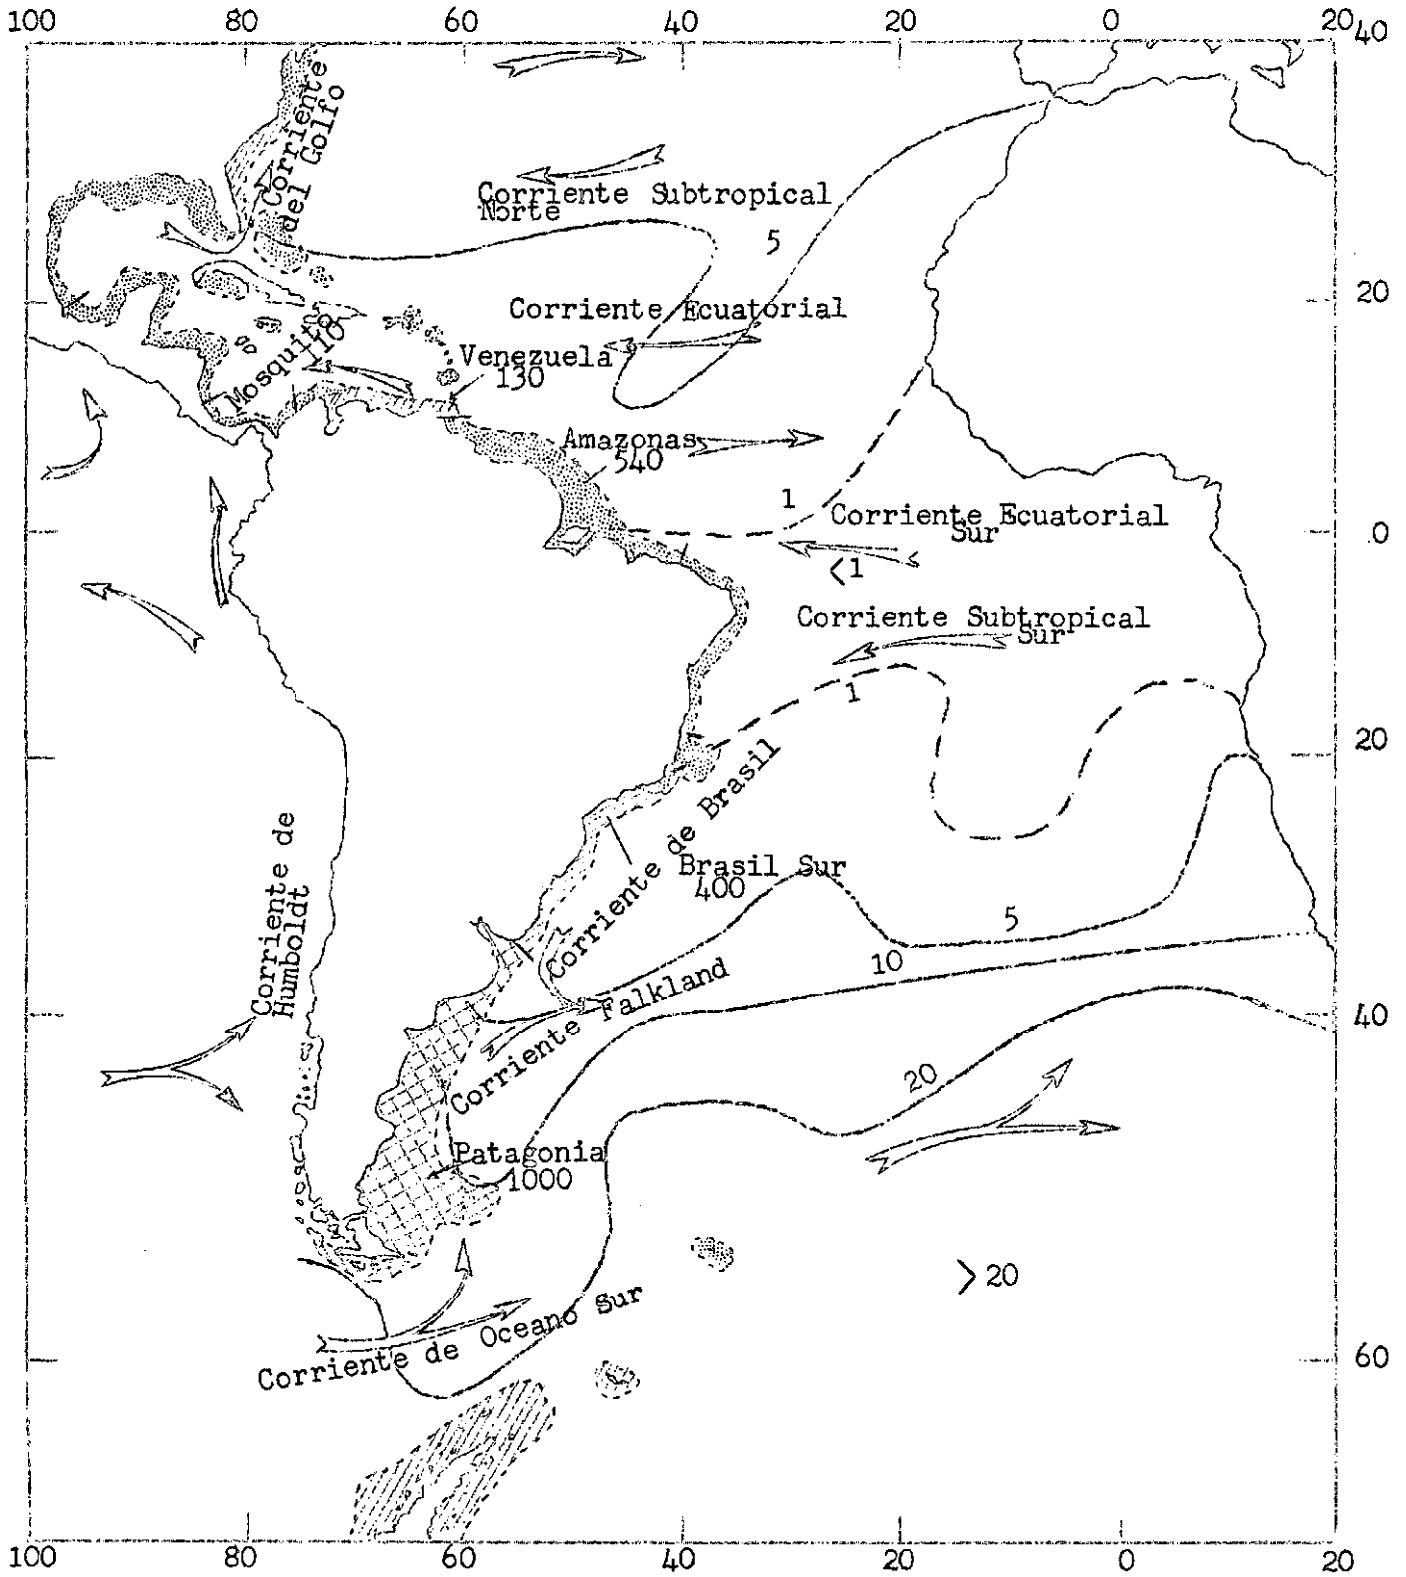 100 80 60 40 20 0 20
40
Corriente
del Golfo
Corriente Subtropical
Norte
5
20
Corriente Ecuatorial
Mosquito
110
Venezuela
130
Amazonas
540
1
Corriente Ecuatorial
Sur
0
<1
Corriente Subtropical
Sur
1
20
Corriente de Brasil
Brasil Sur
400
Corriente de
Humboldt
5
10
Corriente Falkland
40
20
Patagonia
1000
>20
Corriente de Oceano Sur
60
100 80 60 40 20 0 20